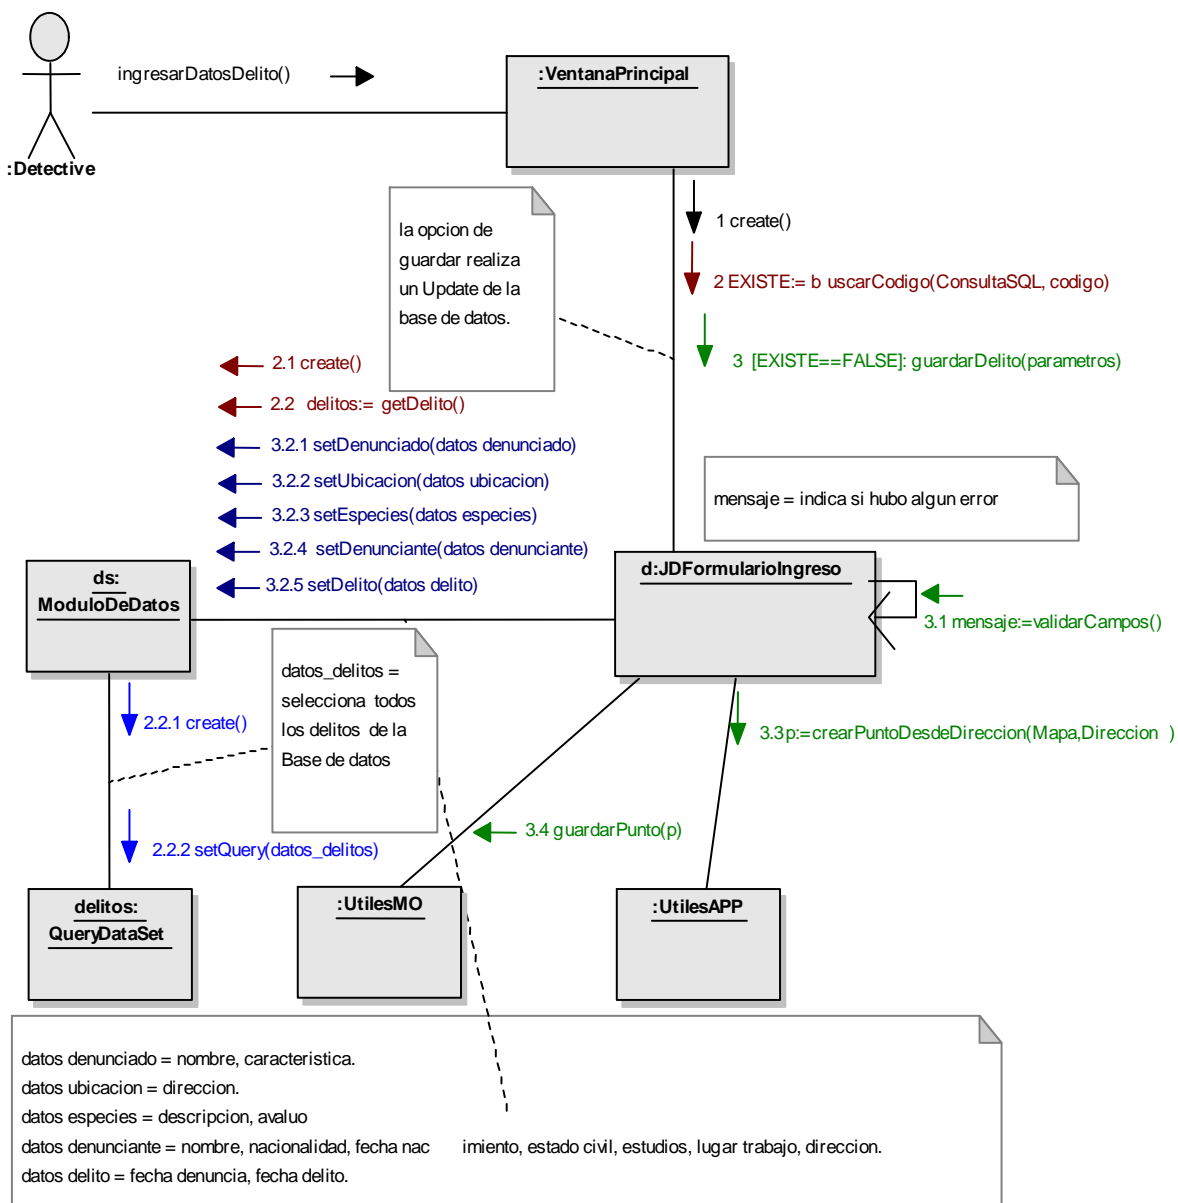 ingresarDatosDelito()
:VentanaPrincipal
:Detective
1 create()
la opcion de
guardar realiza
un Update de la
base de datos.
2 EXISTE:= b uscarCodigo(ConsultaSQL, codigo)
3 [EXISTE==FALSE]: guardarDelito(parametros)
2.1 create()
2.2 delitos:= getDelito()
3.2.1 setDenunciado(datos denunciado)
3.2.2 setUbicacion(datos ubicacion)
3.2.3 setEspecies(datos especies)
3.2.4 setDenunciante(datos denunciante)
3.2.5 setDelito(datos delito)
mensaje = indica si hubo algun error
ds:
ModuloDeDatos
d:JDFormularioIngreso
3.1 mensaje:=validarCampos()
datos_delitos =
selecciona todos
los delitos de la
Base de datos
2.2.1 create()
3.3 p:=crearPuntoDesdeDireccion(Mapa,Direccion )
3.4 guardarPunto(p)
2.2.2 setQuery(datos_delitos)
delitos:
QueryDataSet
:UtilesMO
:UtilesAPP
datos denunciado = nombre, caracteristica.
datos ubicacion = direccion.
datos especies = descripcion, avaluo
datos denunciante = nombre, nacionalidad, fecha nac imiento, estado civil, estudios, lugar trabajo, direccion.
datos delito = fecha denuncia, fecha delito.